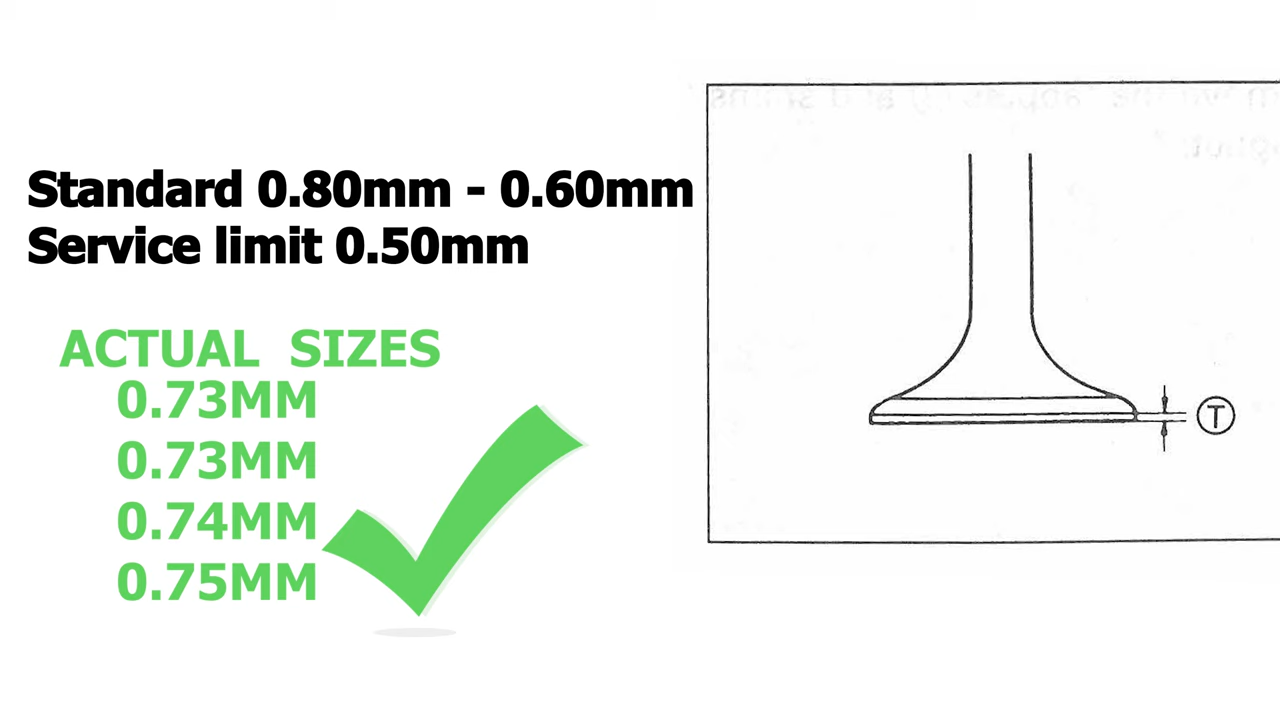 Standard 0.80mm - 0.60mm
Service limit 0.50mm
ACTUAL SIZES
0.73MM
0.73MM
0.74MM
0.75MM
T